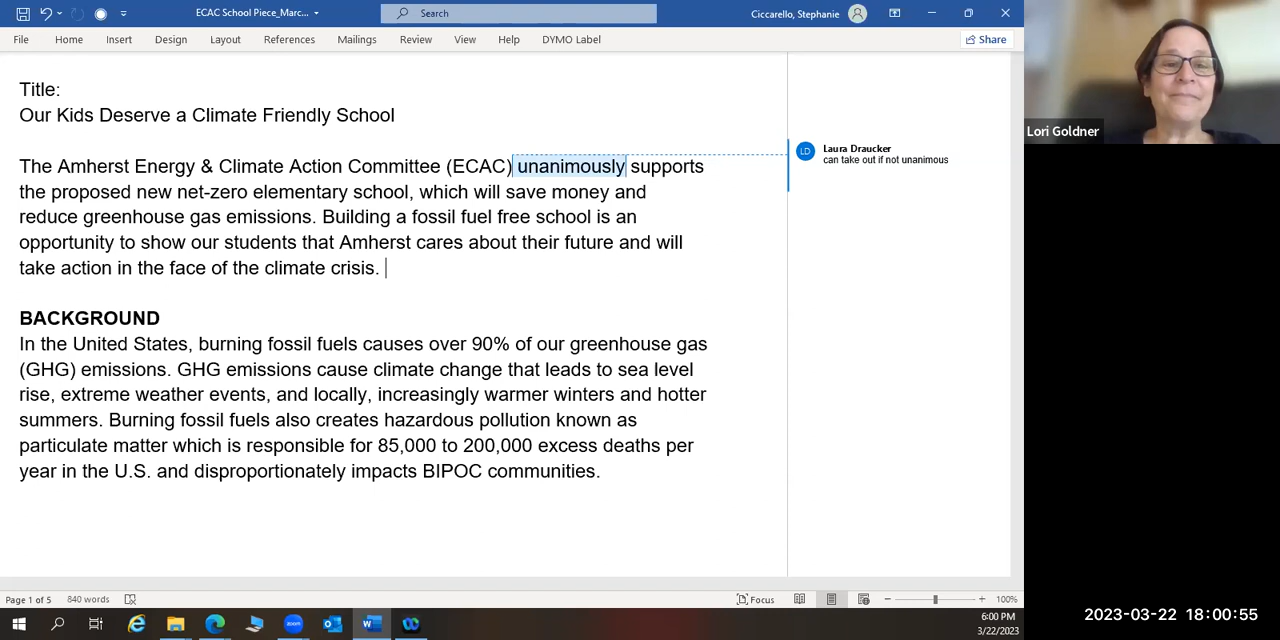 ECAC School Piece_Marc...
Search
Ciccarello, Stephanie
File Home Insert Design Layout References Mailings Review View Help DYMO Label
Share
Title:
Our Kids Deserve a Climate Friendly School
The Amherst Energy & Climate Action Committee (ECAC) unanimously supports
the proposed new net-zero elementary school, which will save money and
reduce greenhouse gas emissions. Building a fossil fuel free school is an
opportunity to show our students that Amherst cares about their future and will
take action in the face of the climate crisis.
LD Laura Draucker
can take out if not unanimous
BACKGROUND
In the United States, burning fossil fuels causes over 90% of our greenhouse gas
(GHG) emissions. GHG emissions cause climate change that leads to sea level
rise, extreme weather events, and locally, increasingly warmer winters and hotter
summers. Burning fossil fuels also creates hazardous pollution known as
particulate matter which is responsible for 85,000 to 200,000 excess deaths per
year in the U.S. and disproportionately impacts BIPOC communities.
Lori Goldner
Page 1 of 5 840 words
Focus
100%
zoom
6:00 PM
3/22/2023
2023-03-22 18:00:55